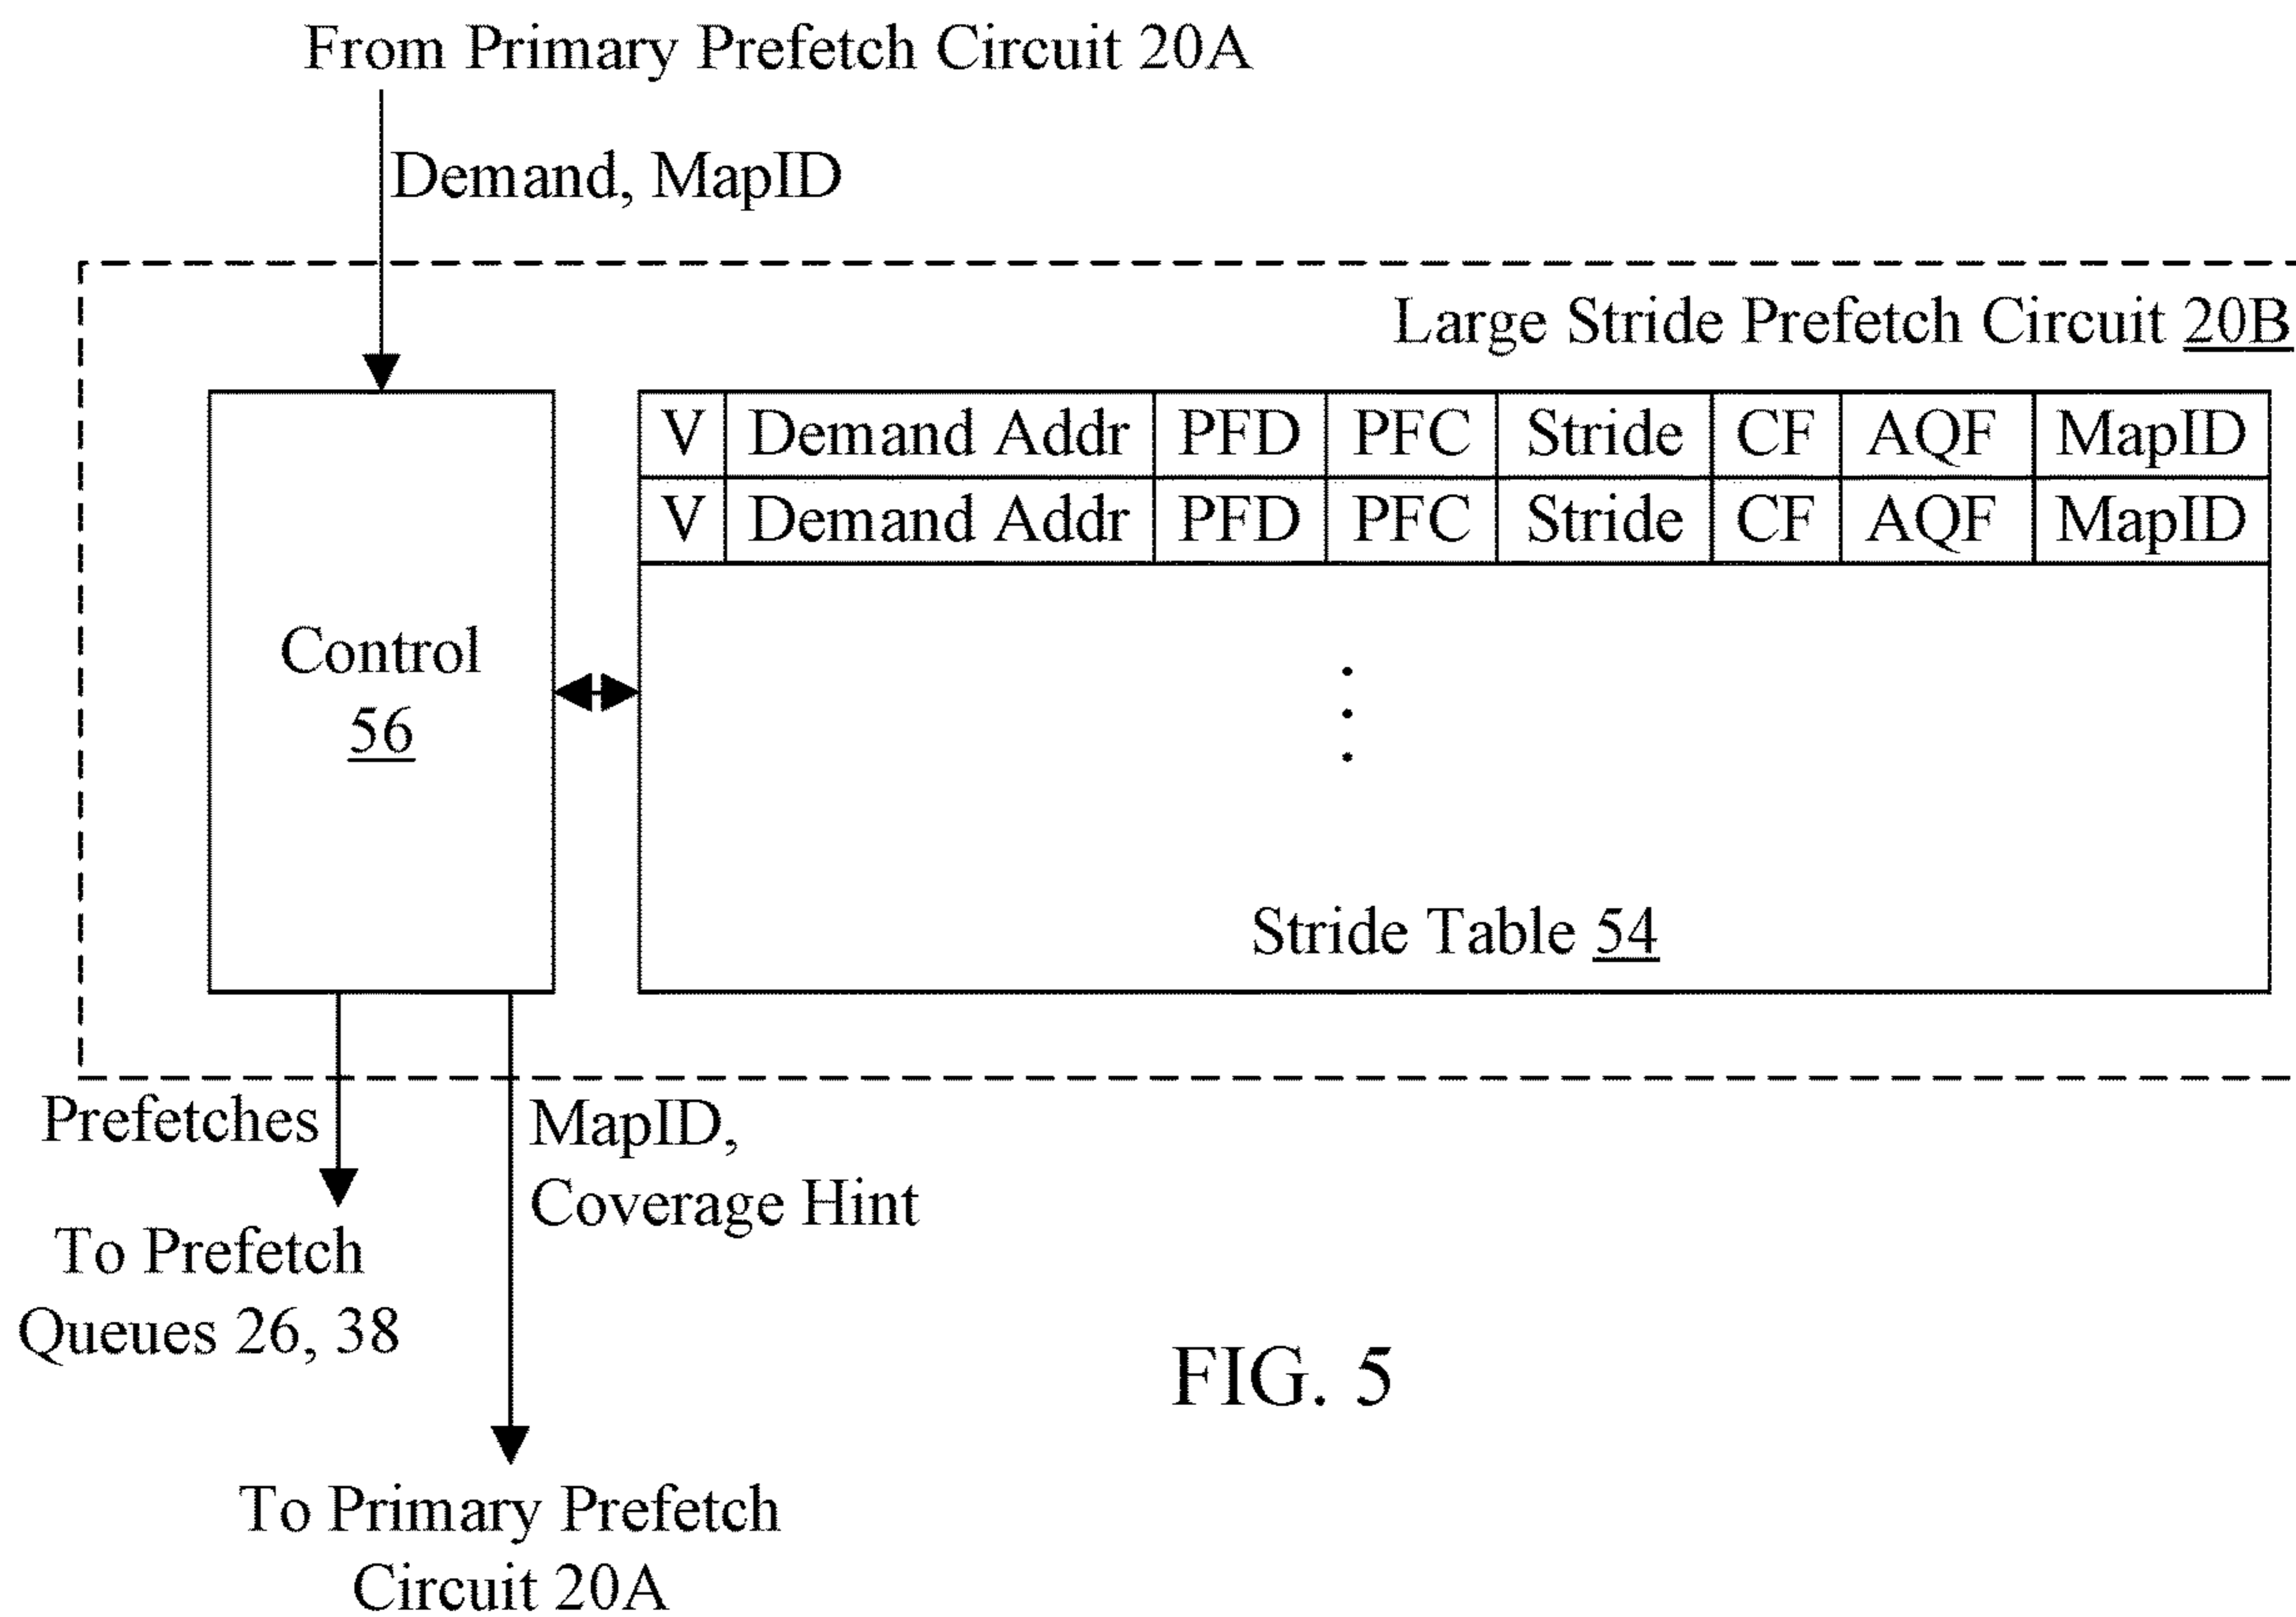 From Primary Prefetch Circuit 20A
Demand, MapID
Large Stride Prefetch Circuit 20B
V Demand Addr PFD PFC Stride CF AQF MapID
V Demand Addr PFD PFC Stride CF AQF MapID
Control
56
Stride Table 54
Prefetches
MapID,
Coverage Hint
To Prefetch
Queues 26, 38
FIG. 5
To Primary Prefetch
Circuit 20A